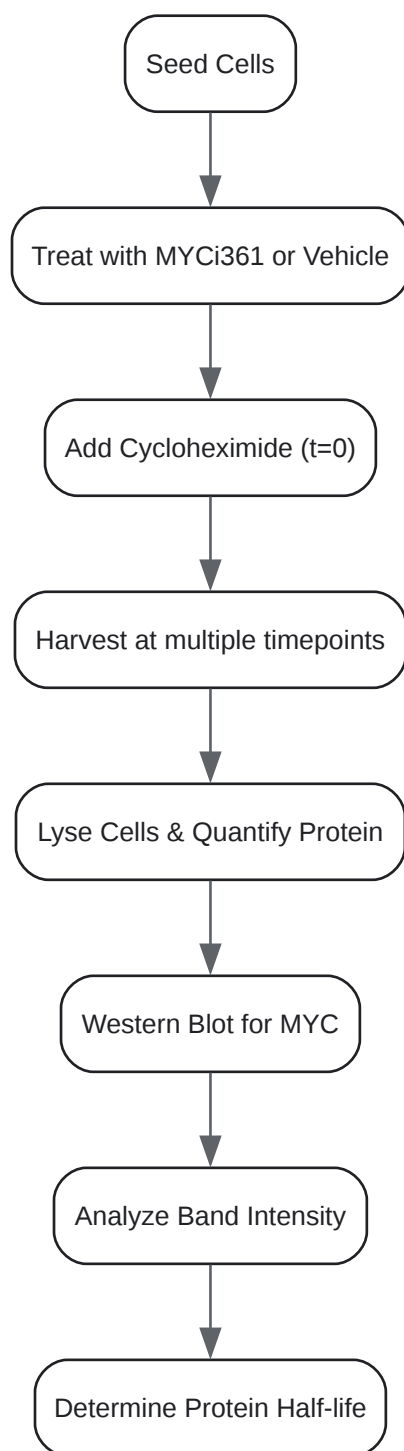 Seed Cells
Treat with MYCi361 or Vehicle
Add Cycloheximide (t=0)
Harvest at multiple timepoints
Lyse Cells & Quantify Protein
Western Blot for MYC
Analyze Band Intensity
Determine Protein Half-life